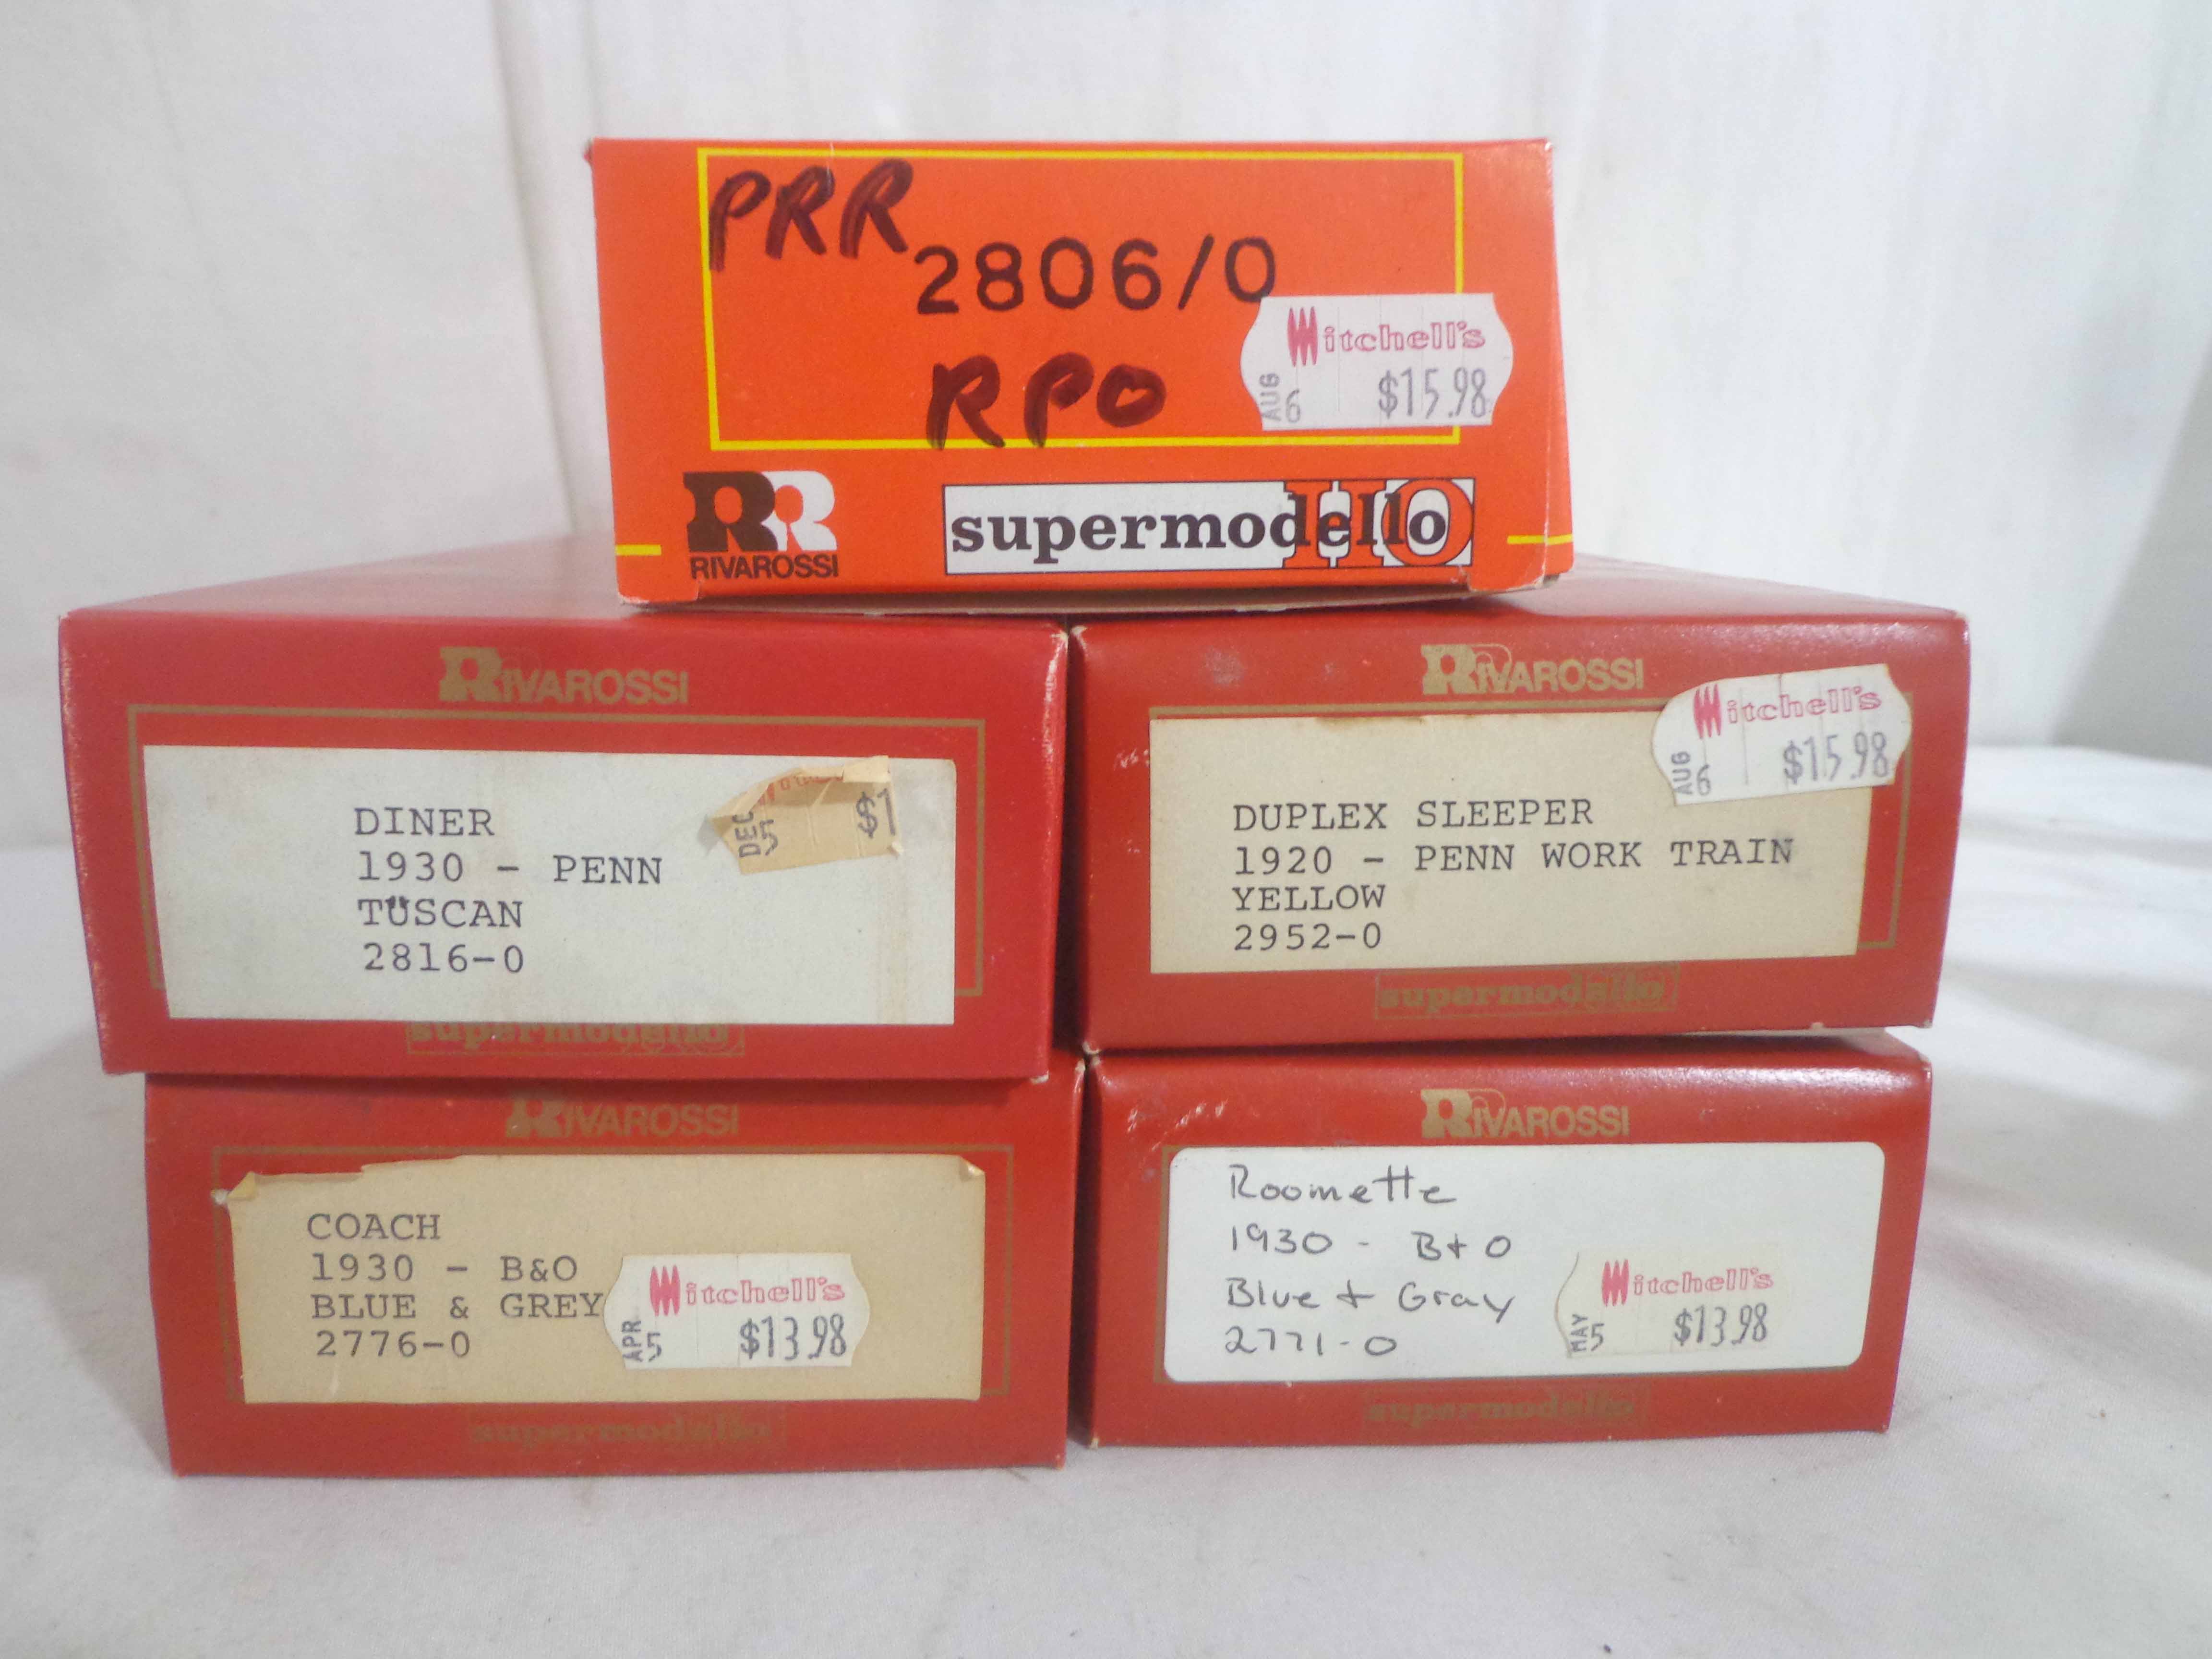 PRR
2806/0
RPO
Mitchell's
AUG
6
$15.98
RR
RIVAROSSI
supermodello
HO
RIVAROSSI
DINER
1930 - PENN
TUSCAN
2816-0
DEC
5
$1
supermodello
RIVAROSSI
DUPLEX SLEEPER
1920 - PENN WORK TRAIN
YELLOW
2952-0
Mitchell's
AUG
6
$15.98
supermodello
RIVAROSSI
COACH
1930 - B&O
BLUE & GREY
2776-0
Mitchell's
APR
5
$13.98
supermodello
RIVAROSSI
Roomette
1930 - B+O
Blue + Gray
2771-0
Mitchell's
MAY
5
$13.98
supermodello